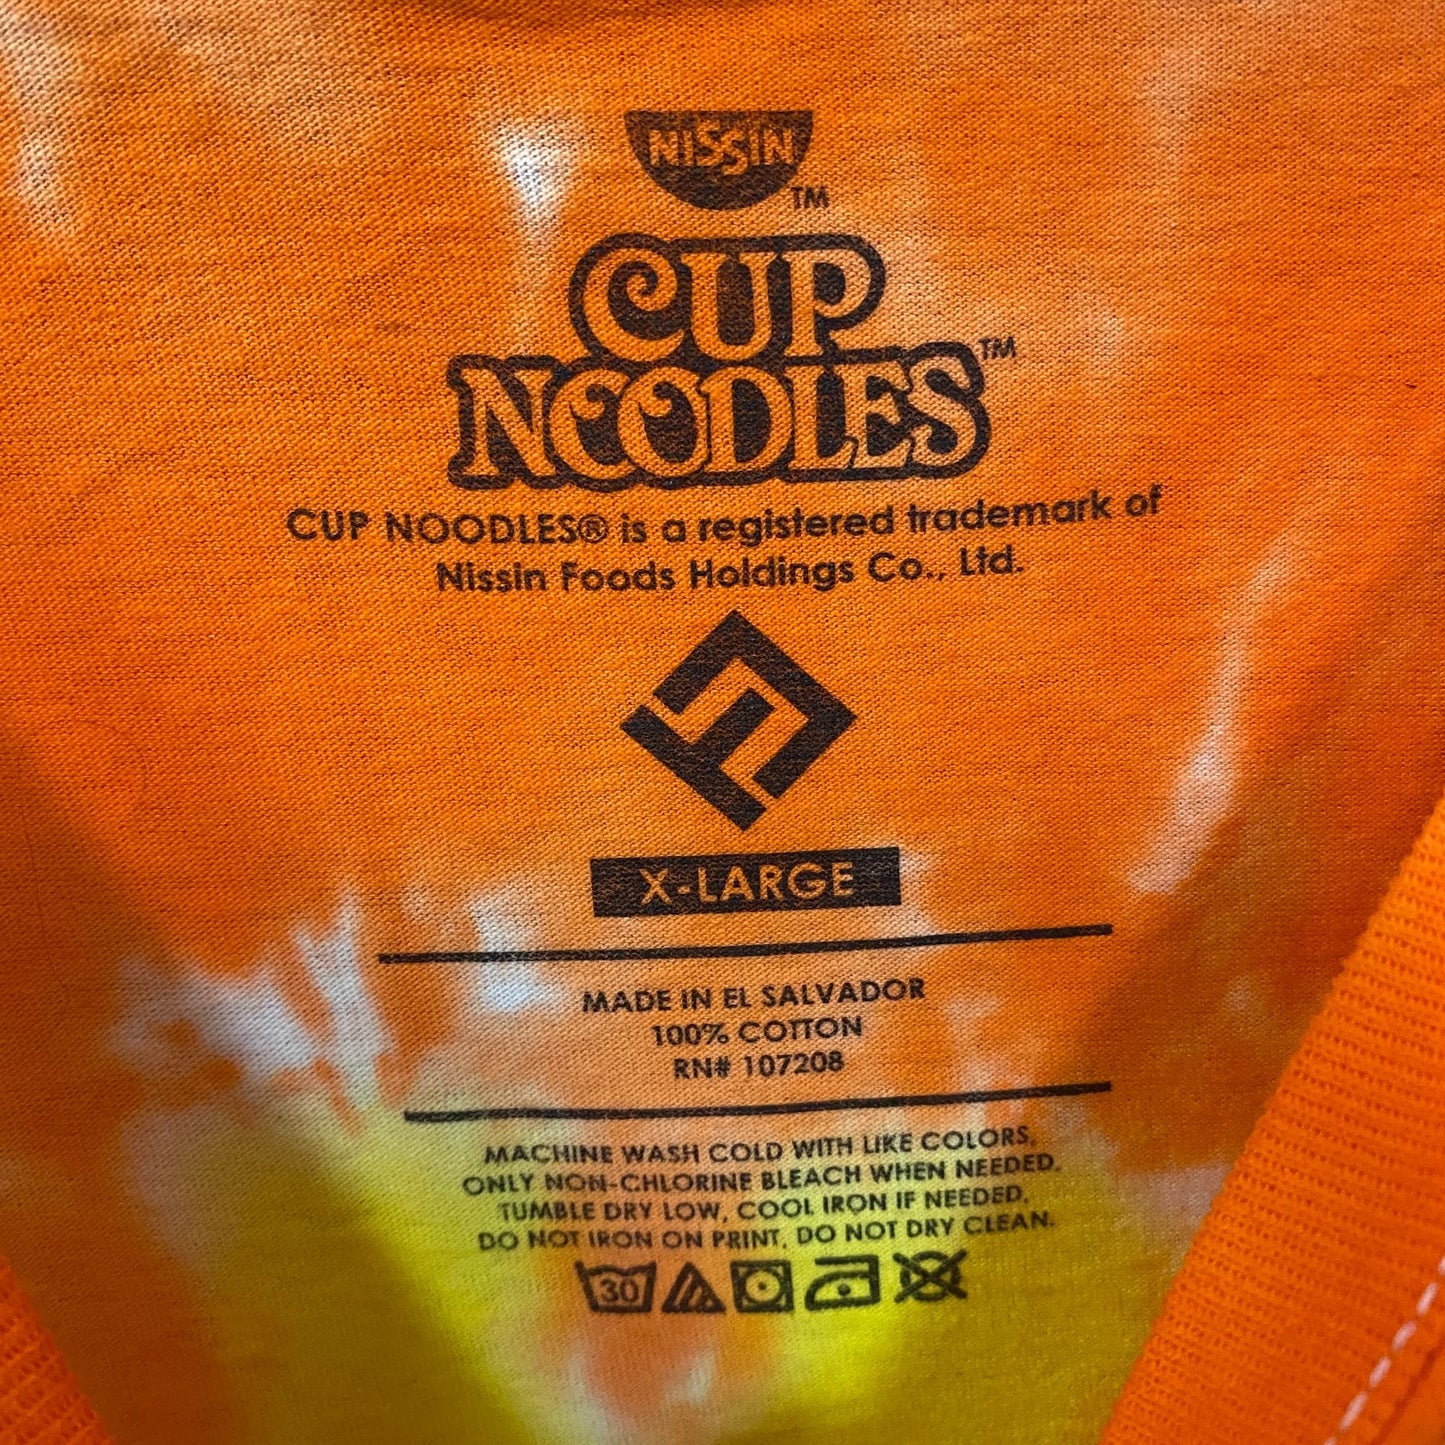 NISSIN
TM
CUP
NOODLES
TM
CUP NOODLES® is a registered trademark of
Nissin Foods Holdings Co., Ltd.
X-LARGE
MADE IN EL SALVADOR
100% COTTON
RN# 107208
MACHINE WASH COLD WITH LIKE COLORS,
ONLY NON-CHLORINE BLEACH WHEN NEEDED.
TUMBLE DRY LOW, COOL IRON IF NEEDED.
DO NOT IRON ON PRINT. DO NOT DRY CLEAN.
30